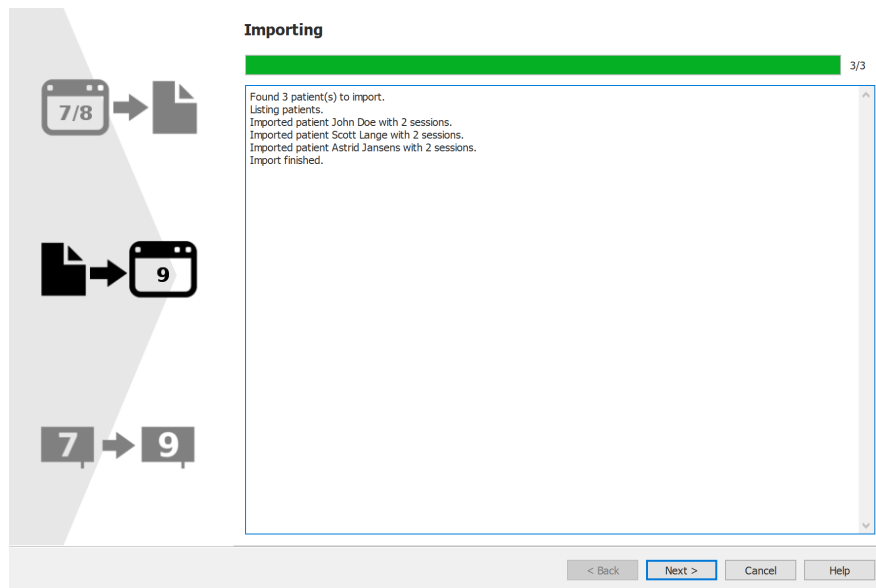 Importing
3/3
Found 3 patient(s) to import.
Listing patients.
Imported patient John Doe with 2 sessions.
Imported patient Scott Lange with 2 sessions.
Imported patient Astrid Jansens with 2 sessions.
Import finished.
7/8
9
7 9
< Back Next > Cancel Help